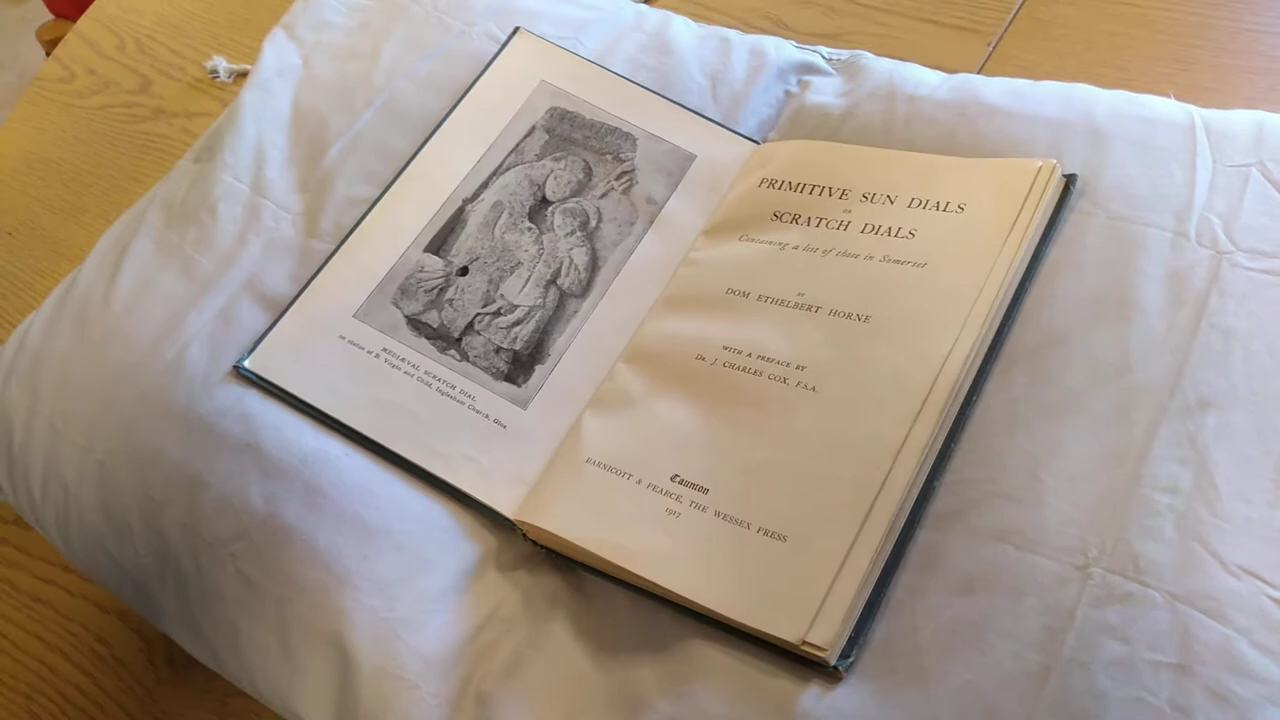 MEDIÆVAL SCRATCH DIAL
on statue of B. Virgin and Child, Inglesham Church, Glos.
PRIMITIVE SUN DIALS
OR
SCRATCH DIALS
Containing a list of those in Somerset
BY
DOM ETHELBERT HORNE
WITH A PREFACE BY
Dr. J. CHARLES COX, F.S.A.
Taunton
BARNICOTT & PEARCE, THE WESSEX PRESS
1917